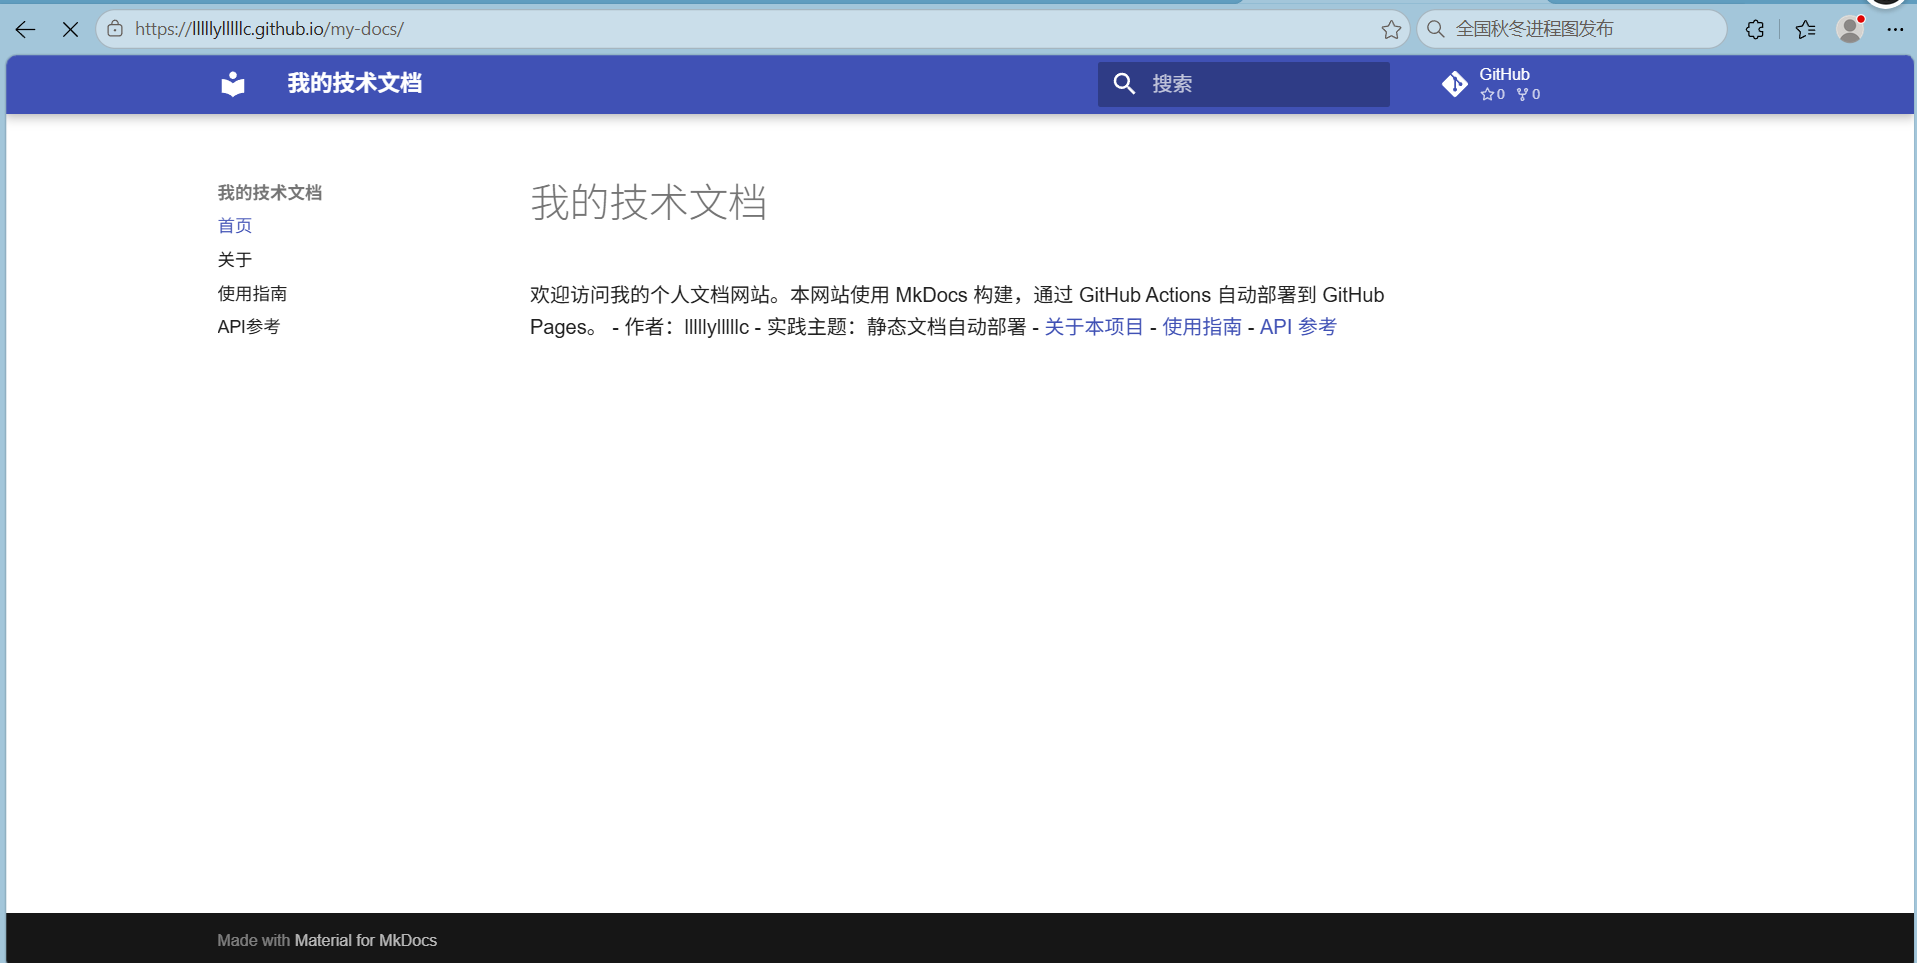 https://lllllyllllllc.github.io/my-docs/
全国秋冬进程图发布
我的技术文档
搜索
GitHub
0 0
我的技术文档
首页
关于
使用指南
API参考
我的技术文档
欢迎访问我的个人文档网站。本网站使用 MkDocs 构建，通过 GitHub Actions 自动部署到 GitHub
Pages。 - 作者：lllllyllllllc - 实践主题：静态文档自动部署 - 关于本项目 - 使用指南 - API 参考
Made with Material for MkDocs